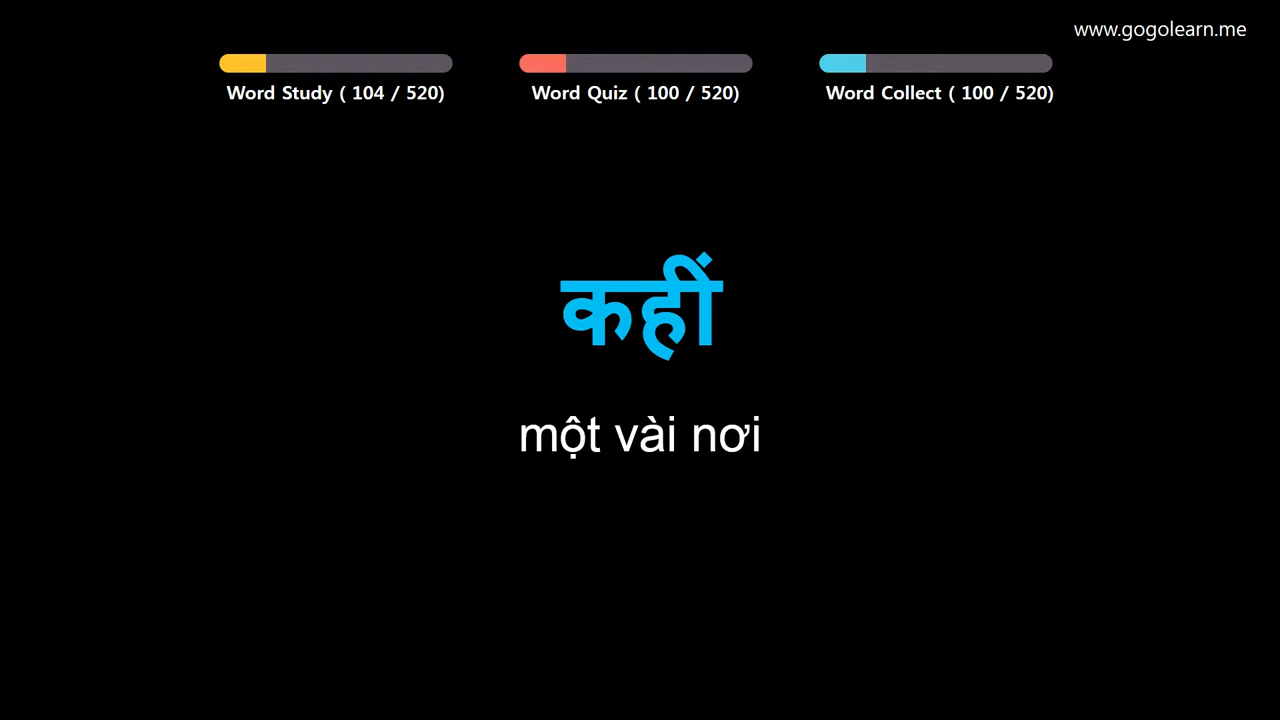 www.gogolearn.me
Word Study ( 104 / 520)
Word Quiz ( 100 / 520)
Word Collect ( 100 / 520)
कहीं
một vài nơi